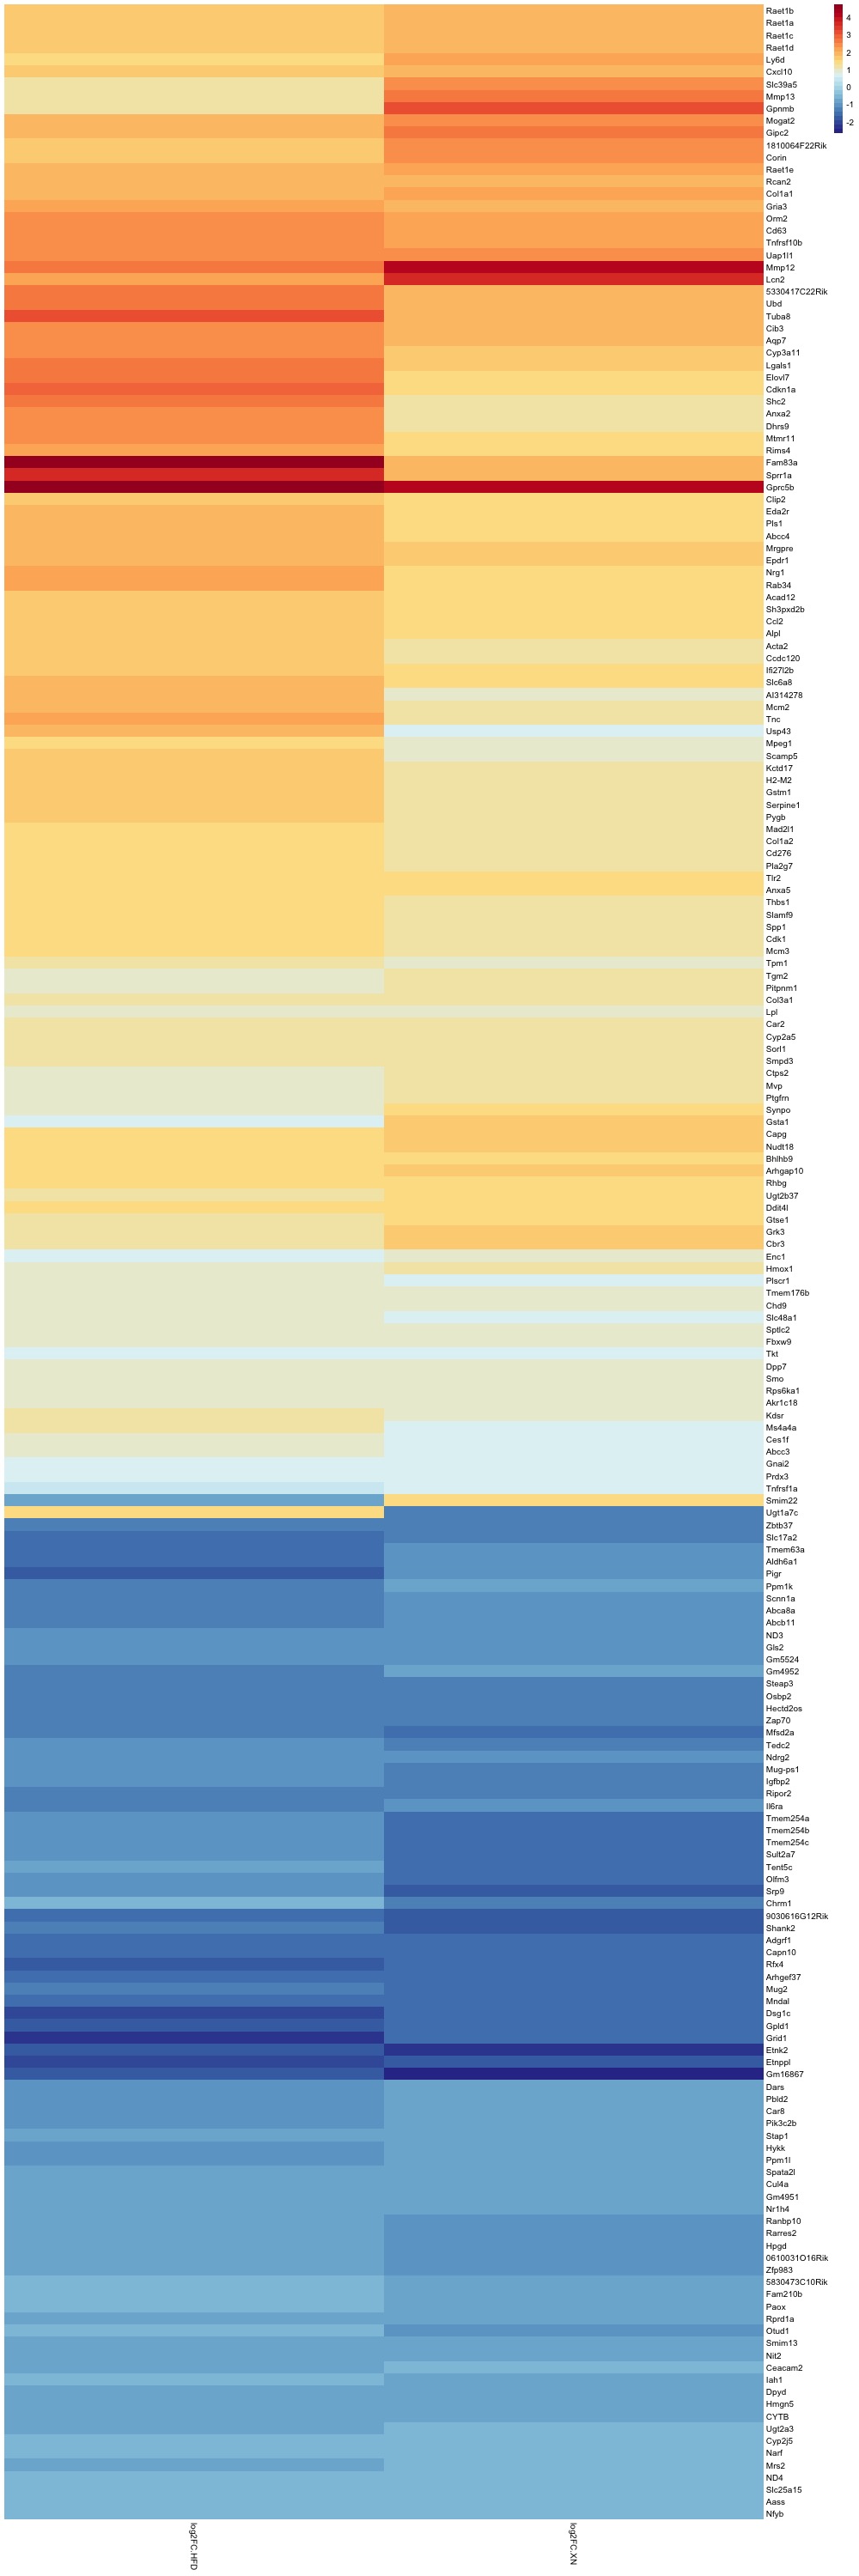 Raet1b
Raet1a
Raet1c
Raet1d
Ly6d
Cxcl10
Slc39a5
Mmp13
Gpnmb
Mogat2
Gipc2
1810064F22Rik
Corin
Raet1e
Rcan2
Col1a1
Gria3
Orm2
Cd63
Tnfrsf10b
Uap1l1
Mmp12
Lcn2
5330417C22Rik
Ubd
Tuba8
Cib3
Aqp7
Cyp3a11
Lgals1
Elovl7
Cdkn1a
Shc2
Anxa2
Dhrs9
Mtmr11
Rims4
Fam83a
Sprr1a
Gprc5b
Clip2
Eda2r
Pls1
Abcc4
Mrgpre
Epdr1
Nrg1
Rab34
Acad12
Sh3pxd2b
Ccl2
Alpl
Acta2
Ccdc120
Ifi27l2b
Slc6a8
AI314278
Mcm2
Tnc
Usp43
Mpeg1
Scamp5
Kctd17
H2-M2
Gstm1
Serpine1
Pygb
Mad2l1
Col1a2
Cd276
Pla2g7
Tlr2
Anxa5
Thbs1
Slamf9
Spp1
Cdk1
Mcm3
Tpm1
Tgm2
Pitpnm1
Col3a1
Lpl
Car2
Cyp2a5
Sorl1
Smpd3
Ctps2
Mvp
Ptgfrn
Synpo
Gsta1
Capg
Nudt18
Bhlhb9
Arhgap10
Rhbg
Ugt2b37
Ddit4l
Gtse1
Grk3
Cbr3
Enc1
Hmox1
Plscr1
Tmem176b
Chd9
Slc48a1
Sptlc2
Fbxw9
Tkt
Dpp7
Smo
Rps6ka1
Akr1c18
Kdsr
Ms4a4a
Ces1f
Abcc3
Gnai2
Prdx3
Tnfrsf1a
Smim22
Ugt1a7c
Zbtb37
Slc17a2
Tmem63a
Aldh6a1
Pigr
Ppm1k
Scnn1a
Abca8a
Abcb11
ND3
Gls2
Gm5524
Gm4952
Steap3
Osbp2
Hectd2os
Zap70
Mfsd2a
Tedc2
Ndrg2
Mug-ps1
Igfbp2
Ripor2
Il6ra
Tmem254a
Tmem254b
Tmem254c
Sult2a7
Tent5c
Olfm3
Srp9
Chrm1
9030616G12Rik
Shank2
Adgrf1
Capn10
Rfx4
Arhgef37
Mug2
Mndal
Dsg1c
Gpld1
Grid1
Etnk2
Etnppl
Gm16867
Dars
Pbld2
Car8
Pik3c2b
Stap1
Hykk
Ppm1l
Spata2l
Cul4a
Gm4951
Nr1h4
Ranbp10
Rarres2
Hpgd
0610031O16Rik
Zfp983
5830473C10Rik
Fam210b
Paox
Rprd1a
Otud1
Smim13
Nit2
Ceacam2
Iah1
Dpyd
Hmgn5
CYTB
Ugt2a3
Cyp2j5
Narf
Mrs2
ND4
Slc25a15
Aass
Nfyb
log2FC.HFD
log2FC.XN
4
3
2
1
0
-1
-2